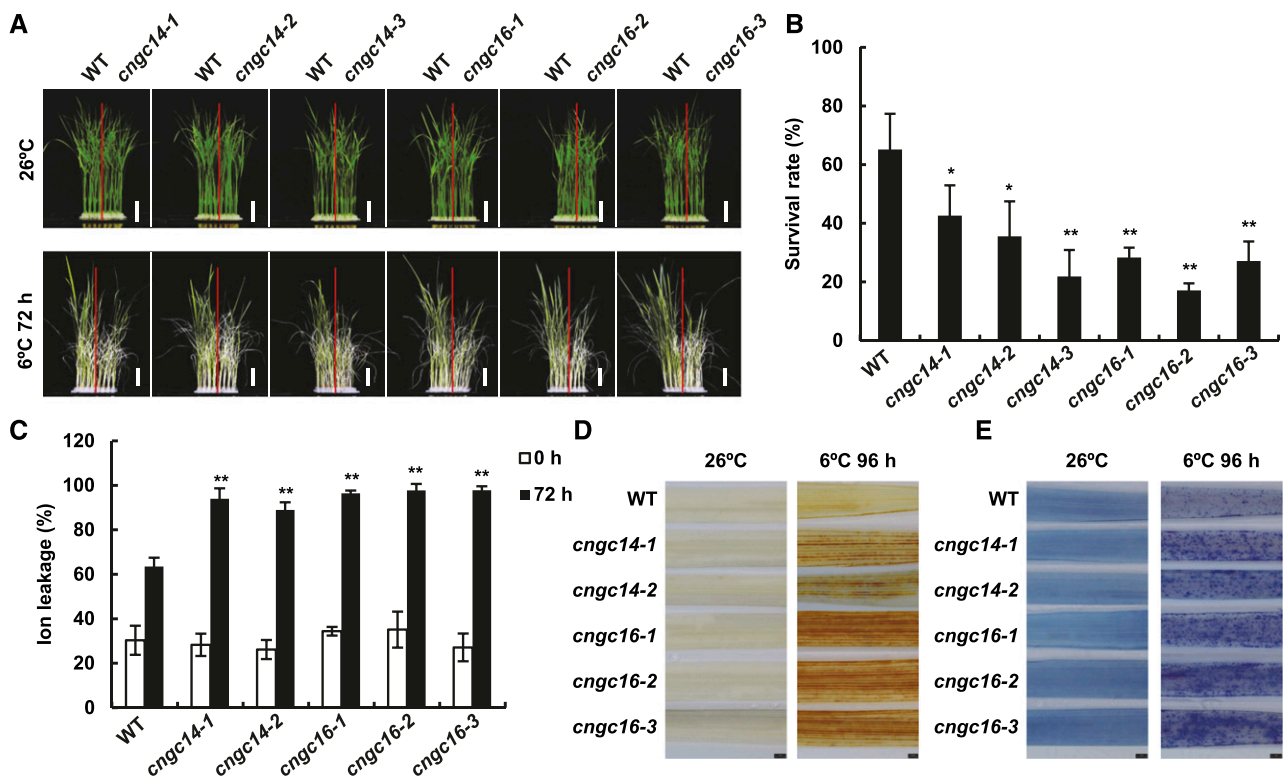 A
WT cngc14-1 WT cngc14-2 WT cngc14-3 WT cngc16-1 WT cngc16-2 WT cngc16-3
26ºC
6ºC 72 h
B
Survival rate (%)
100
80
60
40
20
0
* * ** ** ** **
WT cngc14-1 cngc14-2 cngc14-3 cngc16-1 cngc16-2 cngc16-3
C
Ion leakage (%)
120
100
80
60
40
20
0
** ** ** ** **
0 h
72 h
WT cngc14-1 cngc14-2 cngc16-1 cngc16-2 cngc16-3
D
26ºC 6ºC 96 h
WT
cngc14-1
cngc14-2
cngc16-1
cngc16-2
cngc16-3
E
26ºC 6ºC 96 h
WT
cngc14-1
cngc14-2
cngc16-1
cngc16-2
cngc16-3